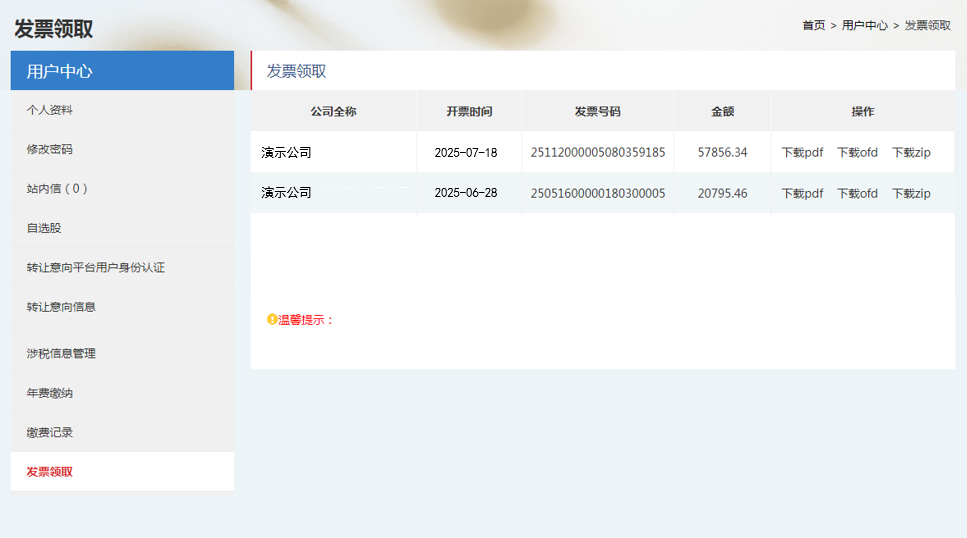 发票领取
首页 > 用户中心 > 发票领取
用户中心
个人资料
修改密码
站内信 ( 0 )
自选股
转让意向平台用户身份认证
转让意向信息
涉税信息管理
年费缴纳
缴费记录
发票领取
发票领取
公司全称 开票时间 发票号码 金额 操作
演示公司 2025-07-18 25112000005080359185 57856.34 下载pdf 下载ofd 下载zip
演示公司 2025-06-28 25051600000180300005 20795.46 下载pdf 下载ofd 下载zip
温馨提示：